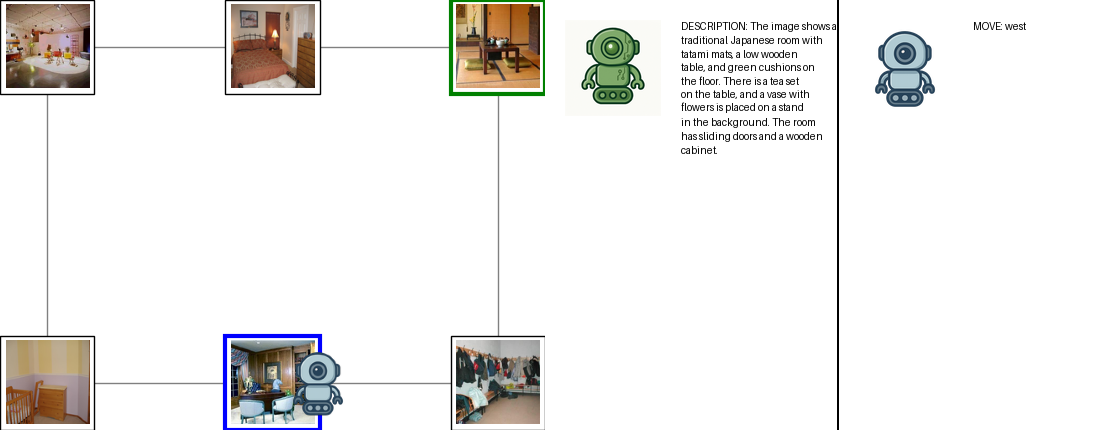 DESCRIPTION: The image shows a
traditional Japanese room with
tatami mats, a low wooden
table, and green cushions on
the floor. There is a tea set
on the table, and a vase with
flowers is placed on a stand
in the background. The room
has sliding doors and a wooden
cabinet.
MOVE: west